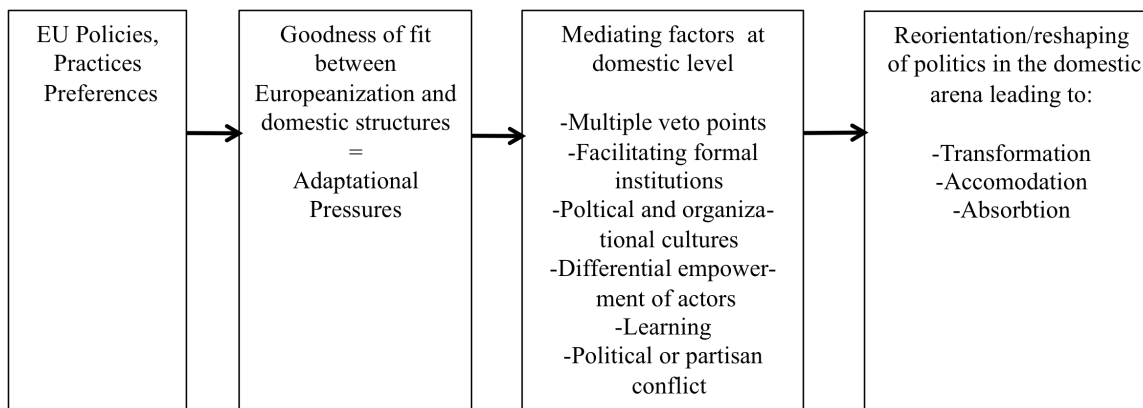 EU Policies,
Practices
Preferences
Goodness of fit
between
Europeanization and
domestic structures
=
Adaptational
Pressures
Mediating factors at
domestic level
-Multiple veto points
-Facilitating formal
institutions
-Poltical and organiza-
tional cultures
-Differential empower-
ment of actors
-Learning
-Political or partisan
conflict
Reorientation/reshaping
of politics in the domestic
arena leading to:
-Transformation
-Accomodation
-Absorbtion